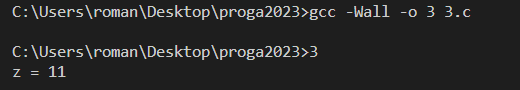 C:\Users\roman\Desktop\proga2023>gcc -Wall -o 3 3.c
C:\Users\roman\Desktop\proga2023>3
z = 11